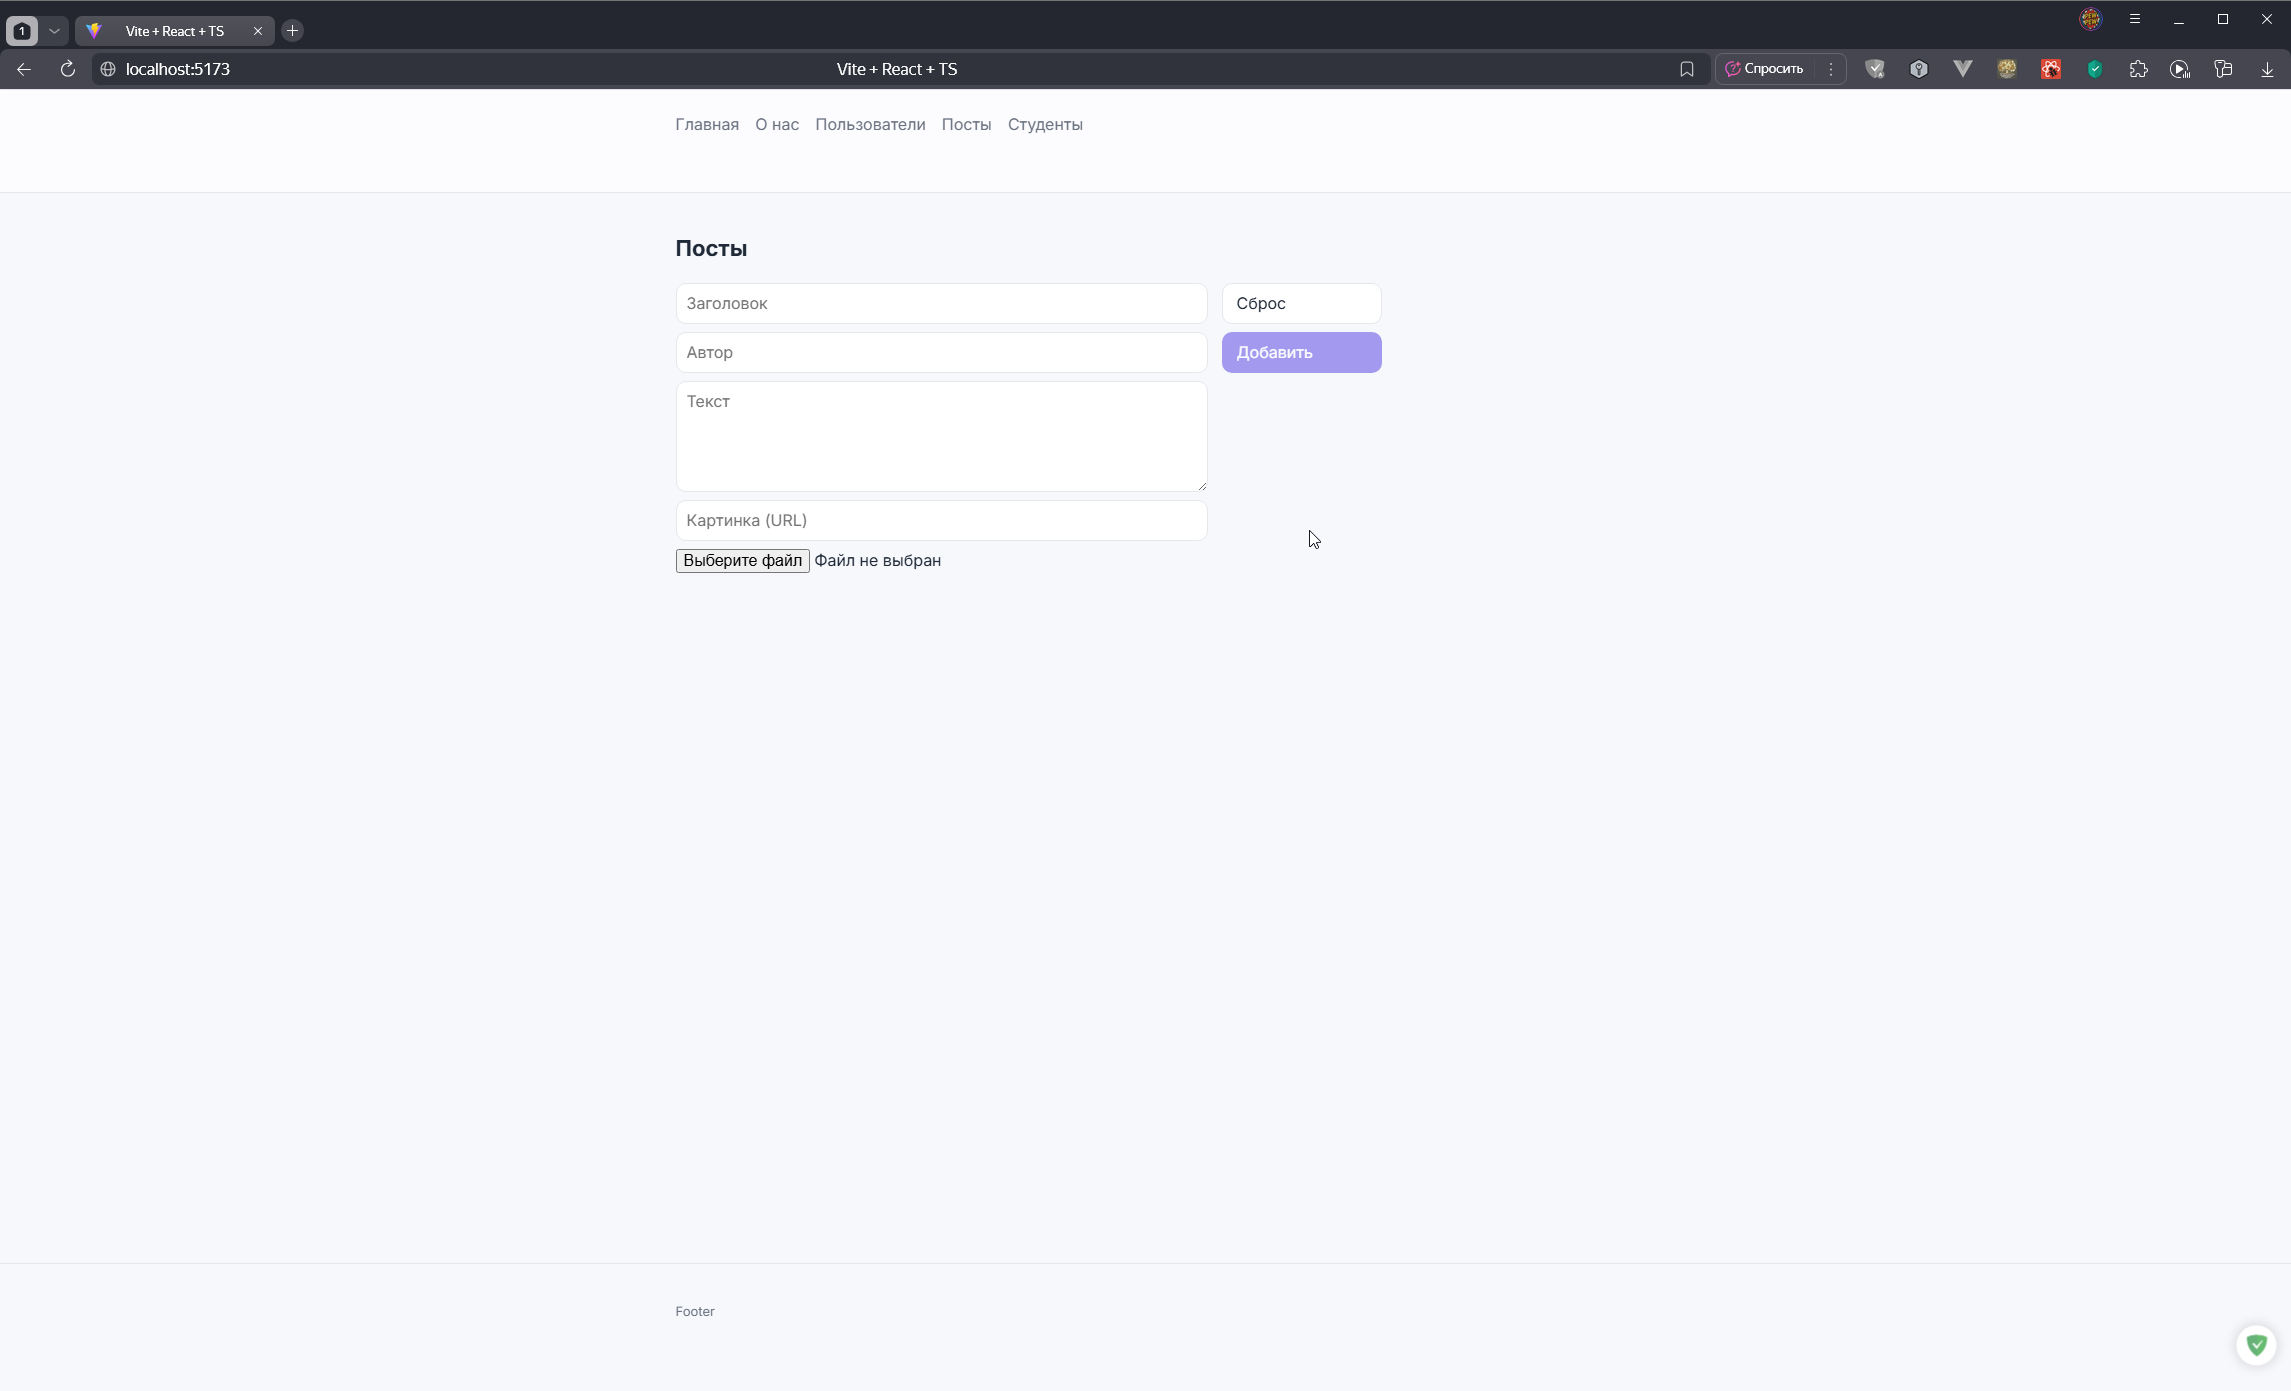 1
Vite + React + TS
localhost:5173
Vite + React + TS
Спросить
Главная О нас Пользователи Посты Студенты
Посты
Заголовок
Сброс
Автор
Добавить
Текст
Картинка (URL)
Выберите файл Файл не выбран
Footer